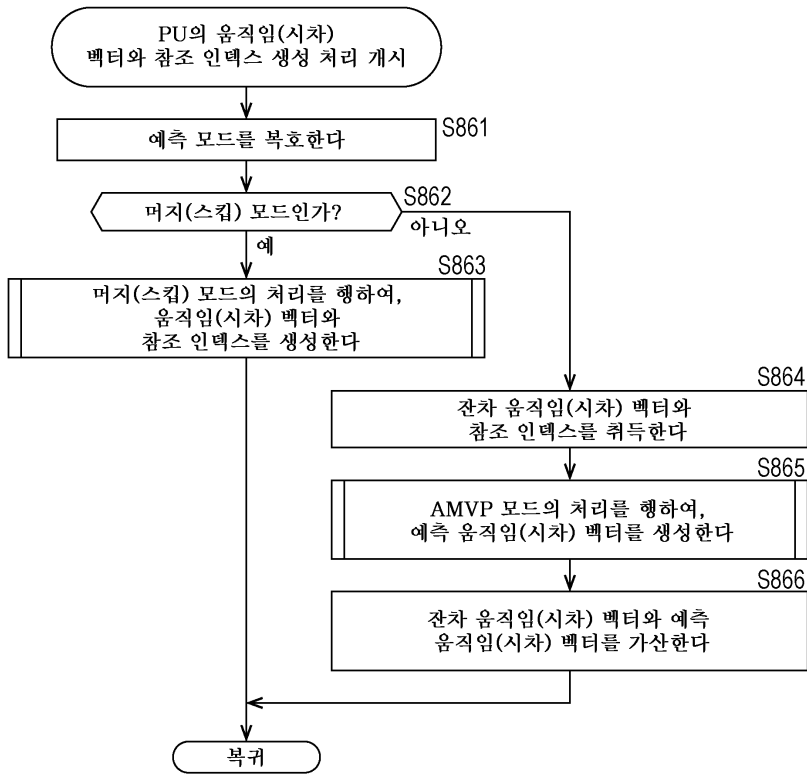 PU의 움직임(시차)
벡터와 참조 인덱스 생성 처리 개시
S861
예측 모드를 복호한다
S862
머지(스킵) 모드인가?
아니오
예
S863
머지(스킵) 모드의 처리를 행하여,
움직임(시차) 벡터와
참조 인덱스를 생성한다
S864
잔차 움직임(시차) 벡터와
참조 인덱스를 취득한다
S865
AMVP 모드의 처리를 행하여,
예측 움직임(시차) 벡터를 생성한다
S866
잔차 움직임(시차) 벡터와 예측
움직임(시차) 벡터를 가산한다
복귀